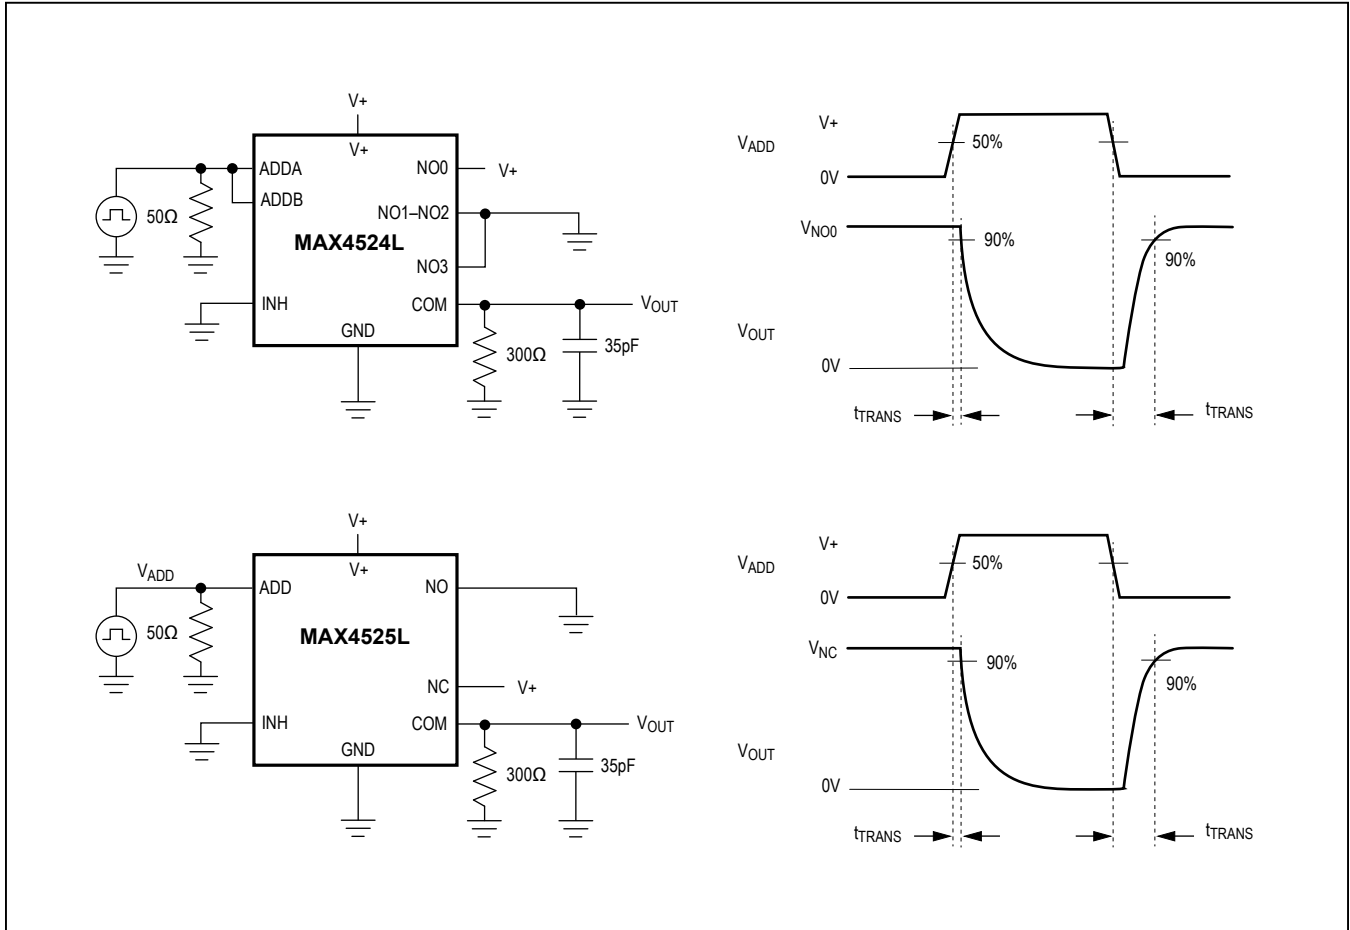 V+
V+
ADDA
ADDB
50Ω
MAX4524L
NO0
V+
NO1–NO2
NO3
INH
COM
VOUT
GND
300Ω
35pF
V+
VADD
50%
0V
VNO0
90%
90%
VOUT
0V
tTRANS
tTRANS
V+
V+
VADD
ADD
50Ω
MAX4525L
NO
NC
V+
INH
COM
VOUT
GND
300Ω
35pF
V+
VADD
50%
0V
VNC
90%
90%
VOUT
0V
tTRANS
tTRANS